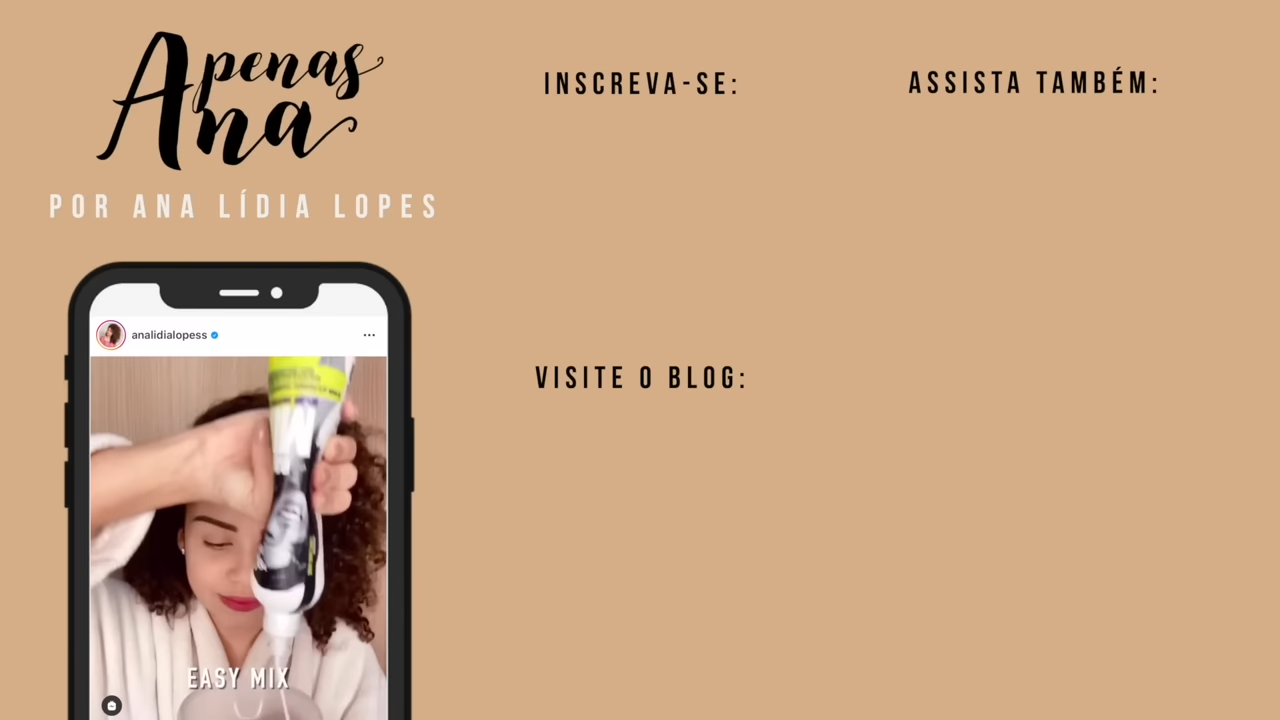 Apenas
Ana
POR ANA LÍDIA LOPES
INSCREVA-SE:
ASSISTA TAMBÉM:
VISITE O BLOG:
analidialopess
EASY MIX